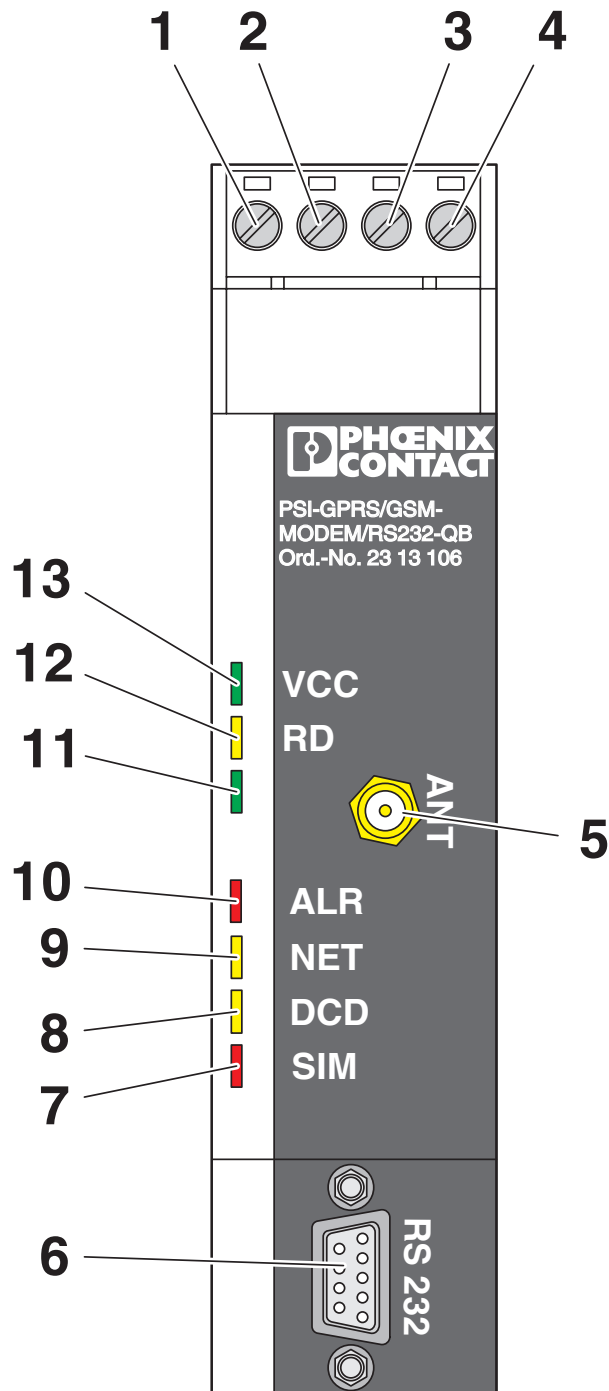 1 2 3 4
PHŒNIX
CONTACT
PSI-GPRS/GSM-
MODEM/RS232-QB
Ord.-No. 23 13 106
13
VCC
12
RD
11
ANT
5
10
ALR
9
NET
8
DCD
7
SIM
6
RS 232